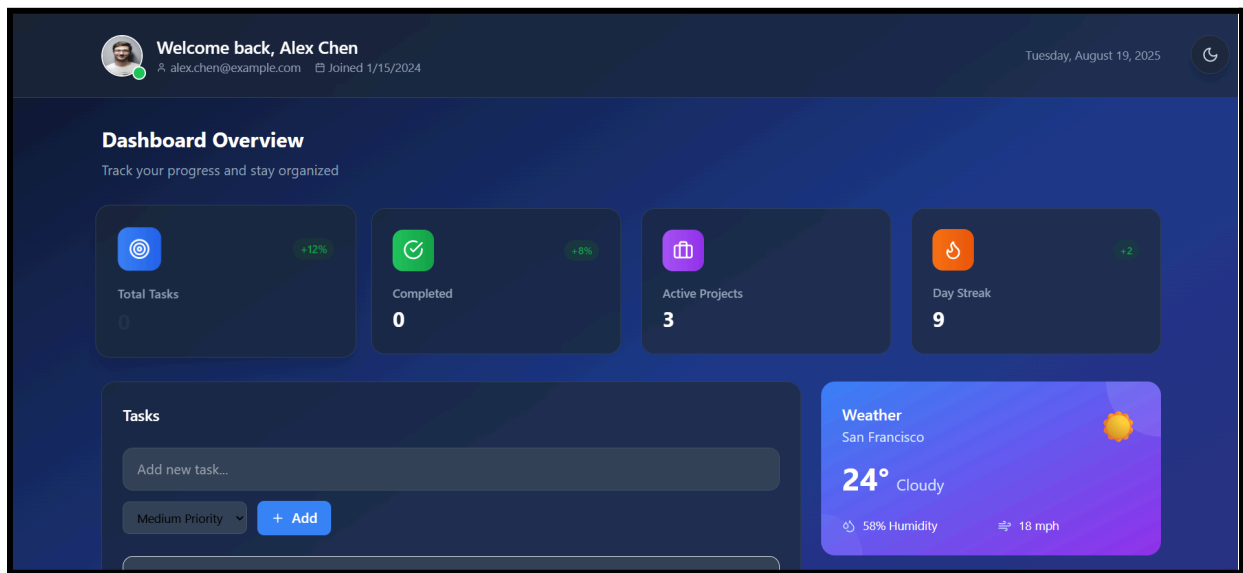 Welcome back, Alex Chen
alex.chen@example.com Joined 1/15/2024
Tuesday, August 19, 2025
Dashboard Overview
Track your progress and stay organized
+12%
Total Tasks
0
+8%
Completed
0
Active Projects
3
+2
Day Streak
9
Tasks
Add new task...
Medium Priority
+ Add
Weather
San Francisco
24° Cloudy
58% Humidity 18 mph